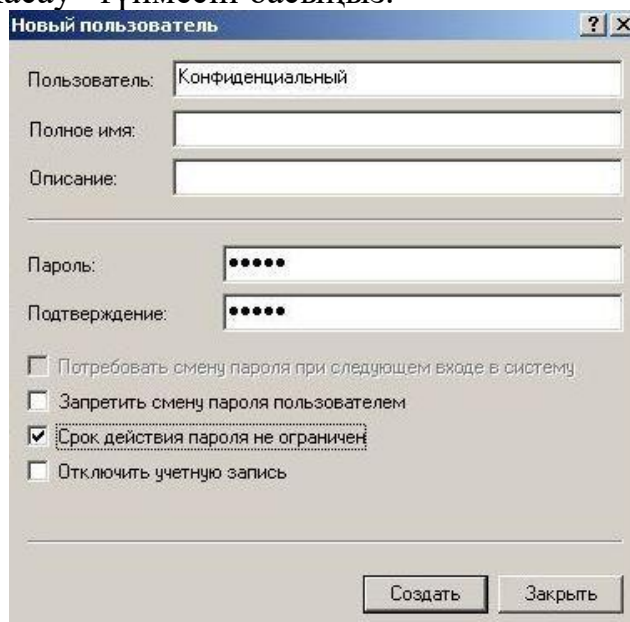 Новый пользователь
Пользователь: Конфиденциальный
Полное имя:
Описание:
Пароль: •••••
Подтверждение: •••••
Потребовать смену пароля при следующем входе в систему
Запретить смену пароля пользователем
Срок действия пароля не ограничен
Отключить учетную запись
Создать Закрыть